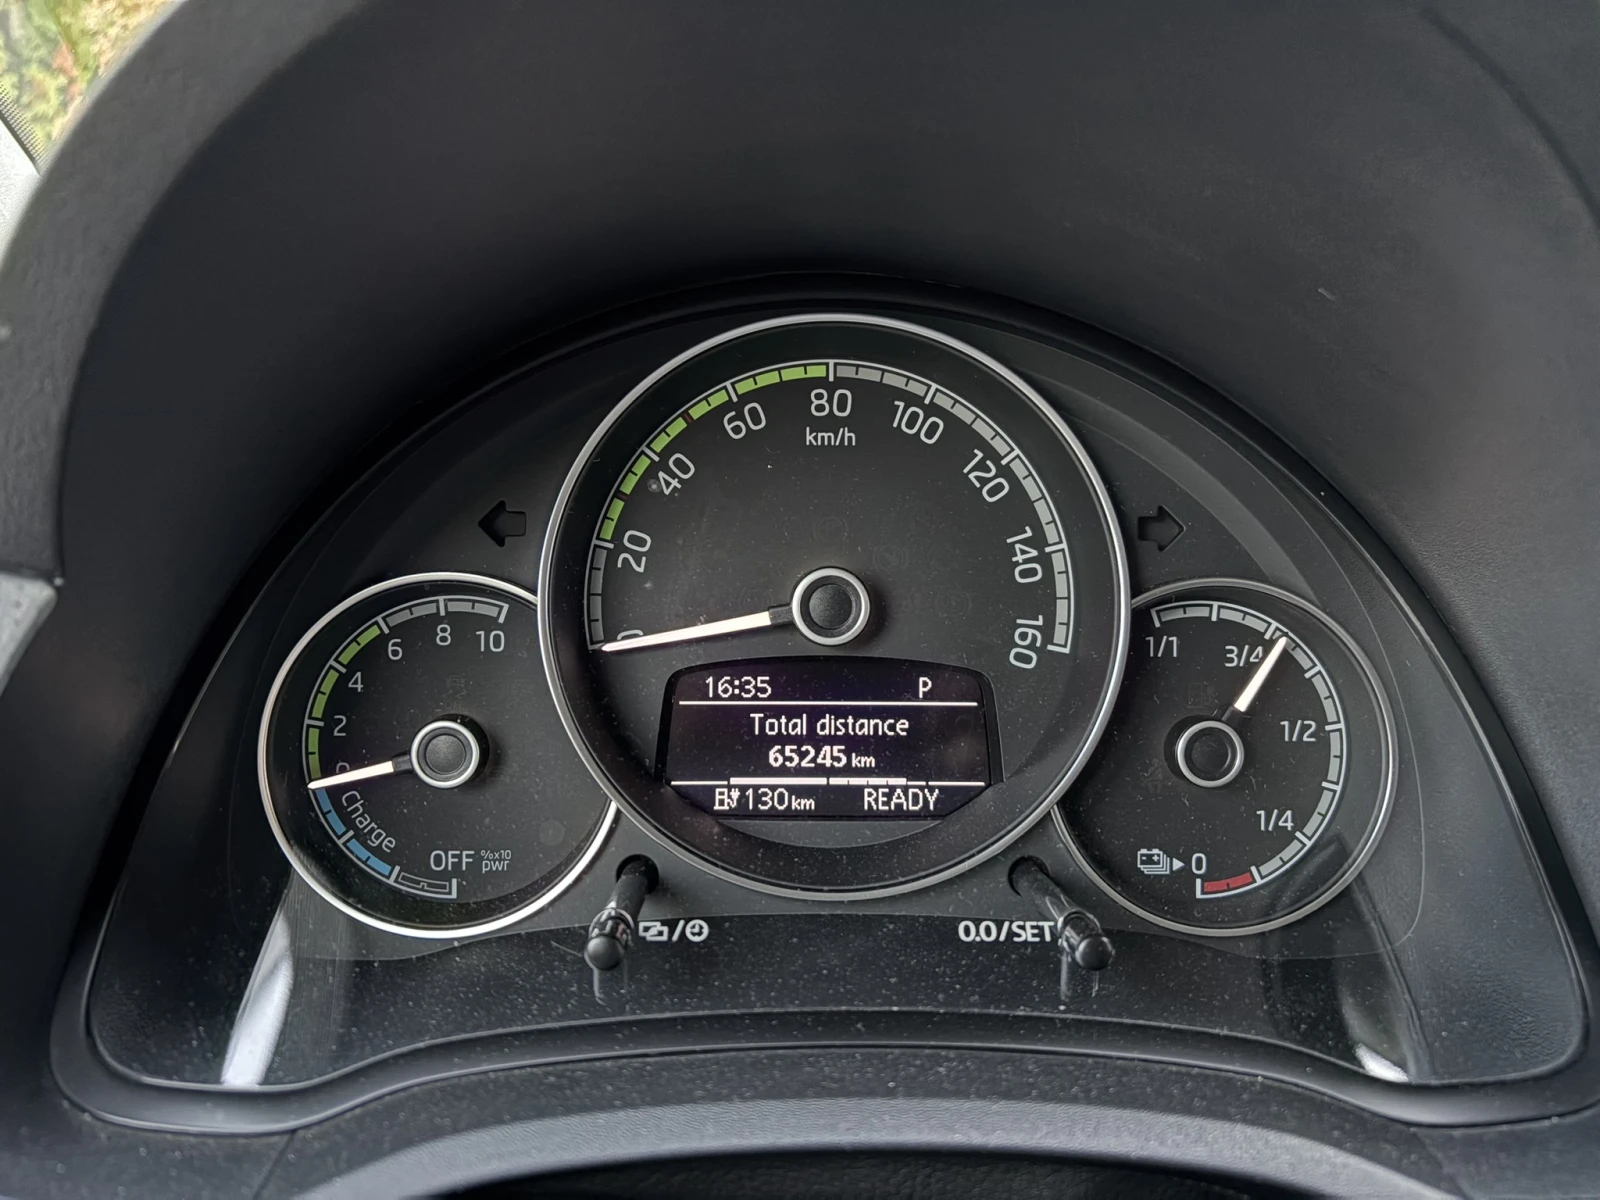 80
60
100
km/h
40
120
20
140
160
6
8
10
4
2
0
Charge
OFF %x10
pwr
16:35 P
Total distance
65245 km
130 km READY
1/1
3/4
1/2
1/4
0
0.0/SET